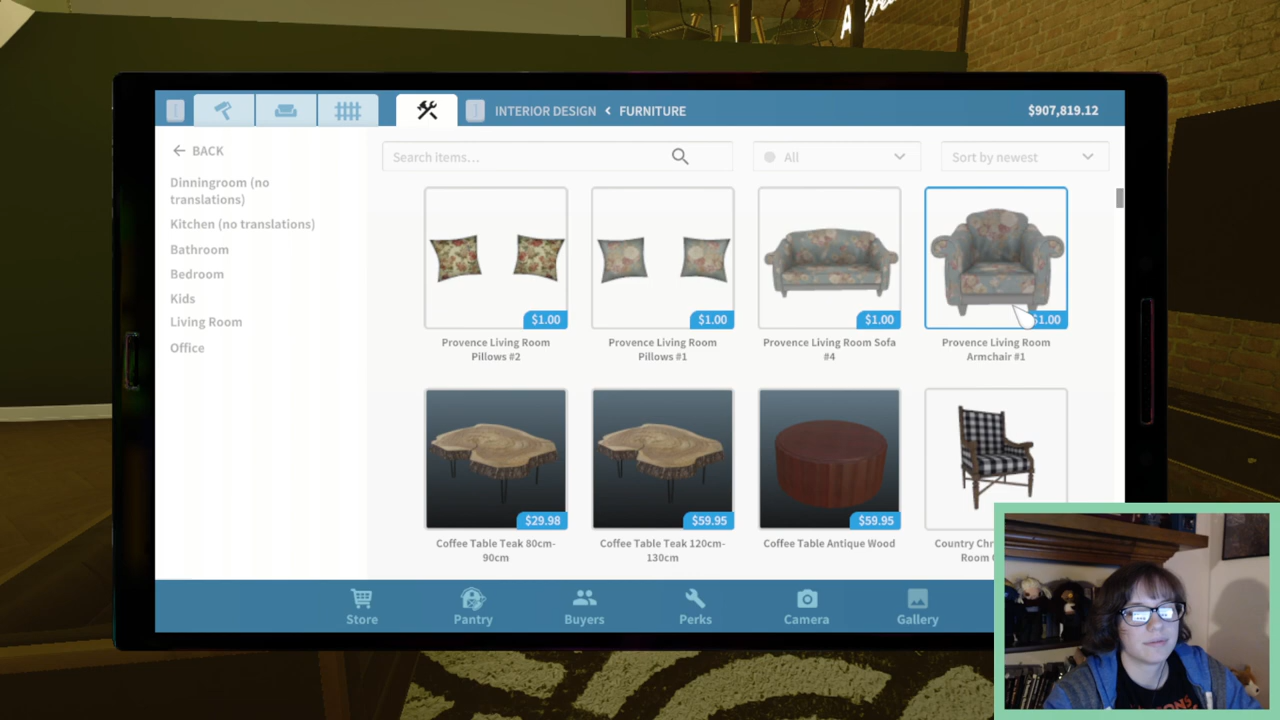 INTERIOR DESIGN < FURNITURE
$907,819.12
BACK
Search items...
All
Sort by newest
Dinningroom (no
translations)
Kitchen (no translations)
Bathroom
Bedroom
Kids
Living Room
Office
$1.00
$1.00
$1.00
$1.00
Provence Living Room
Pillows #2
Provence Living Room
Pillows #1
Provence Living Room Sofa
#4
Provence Living Room
Armchair #1
$29.98
$59.95
$59.95
Coffee Table Teak 80cm-
90cm
Coffee Table Teak 120cm-
130cm
Coffee Table Antique Wood
Country
Room
Store
Pantry
Buyers
Perks
Camera
Gallery